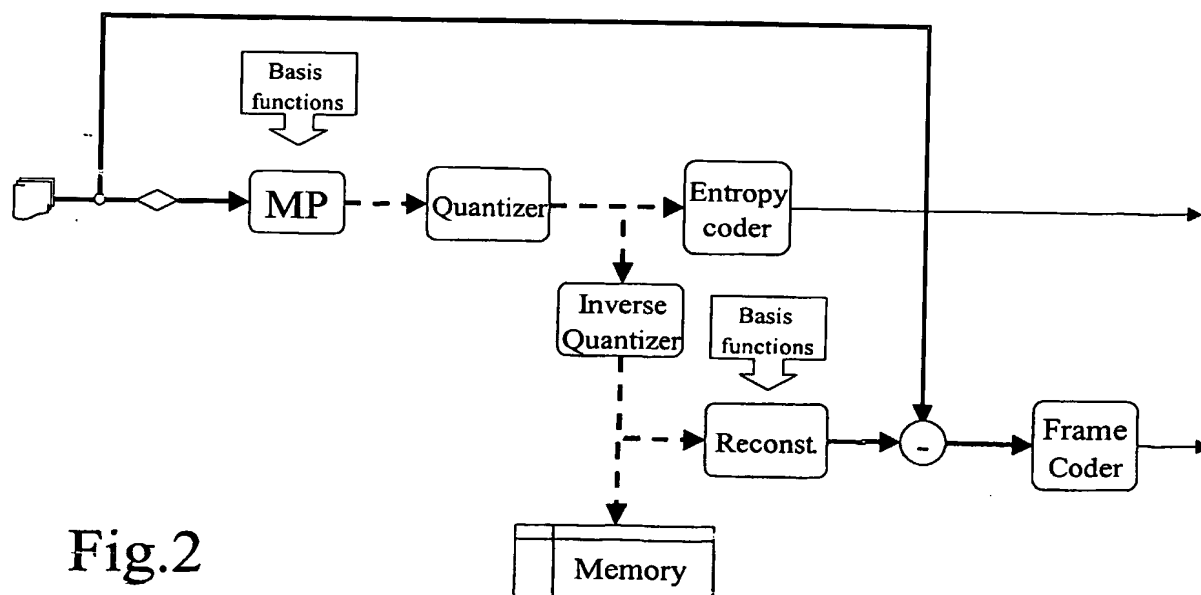 Basis
functions
MP
Quantizer
Entropy
coder
Inverse
Quantizer
Basis
functions
Reconst.
-
Frame
Coder
Memory
Fig.2